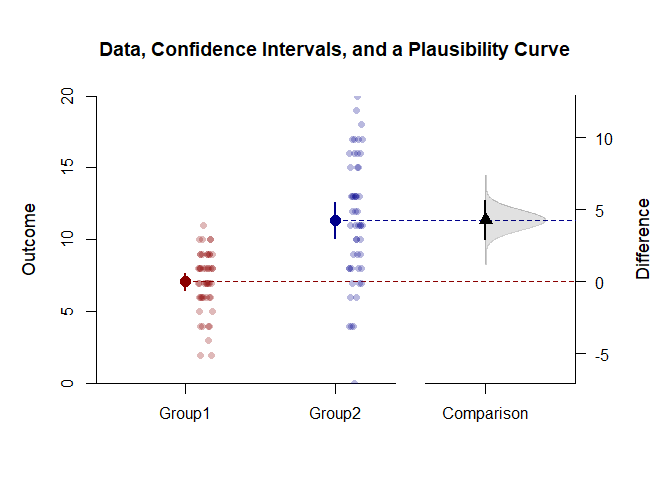 Data, Confidence Intervals, and a Plausibility Curve
Outcome
20
15
10
5
0
10
5
0
-5
Difference
Group1
Group2
Comparison